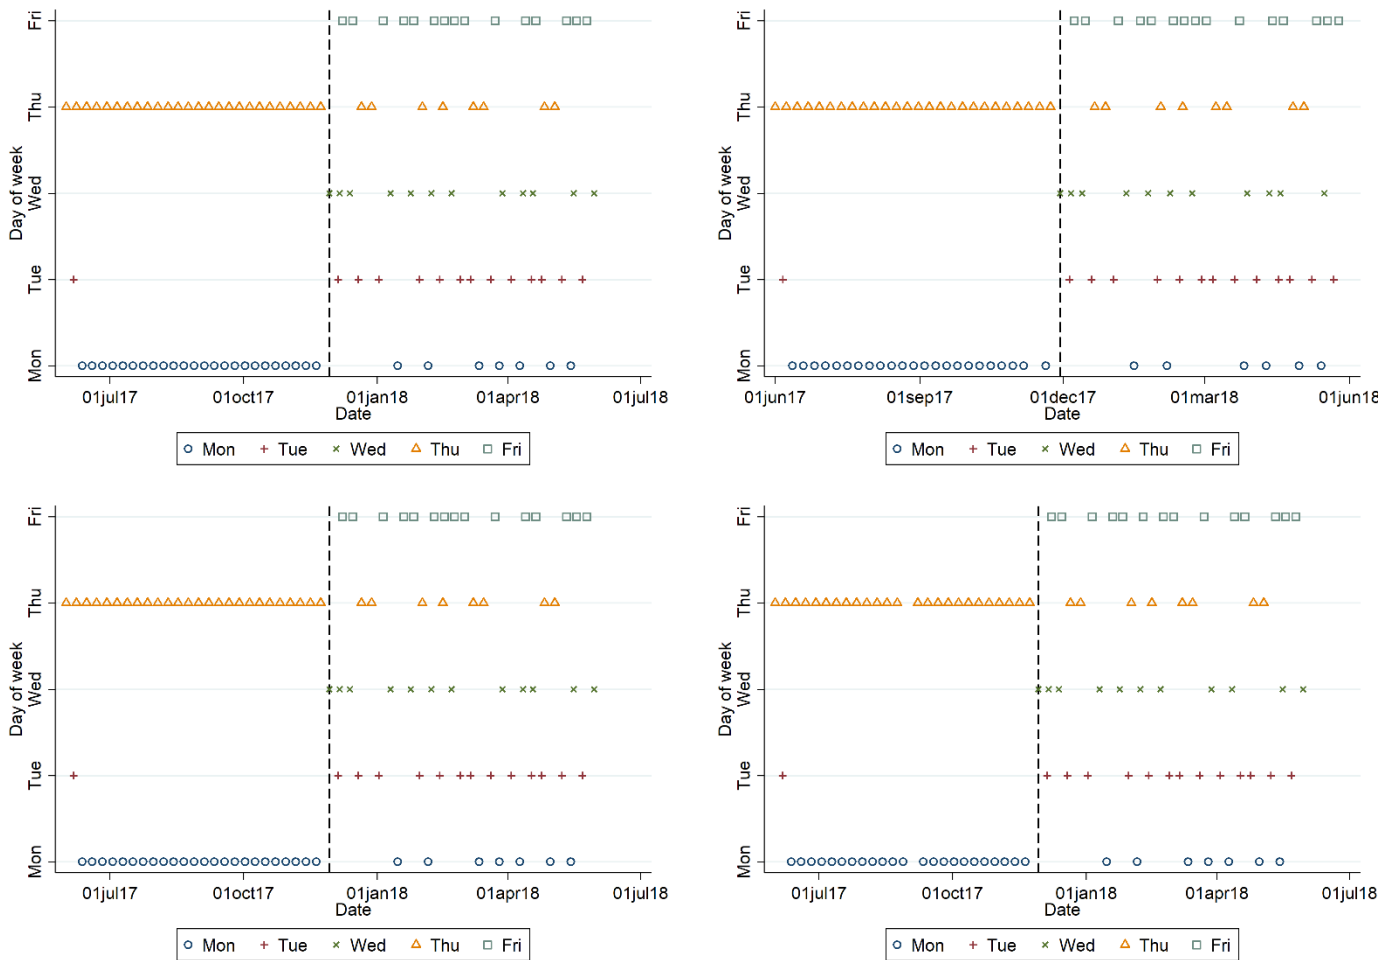 Fri
Thu
Wed
Tue
Mon
Day of week
01jul17 01oct17 01jan18 01apr18 01jul18
Date
Mon Tue Wed Thu Fri
Fri
Thu
Wed
Tue
Mon
Day of week
01jun17 01sep17 01dec17 01mar18 01jun18
Date
Mon Tue Wed Thu Fri
Fri
Thu
Wed
Tue
Mon
Day of week
01jul17 01oct17 01jan18 01apr18 01jul18
Date
Mon Tue Wed Thu Fri
Fri
Thu
Wed
Tue
Mon
Day of week
01jul17 01oct17 01jan18 01apr18 01jul18
Date
Mon Tue Wed Thu Fri